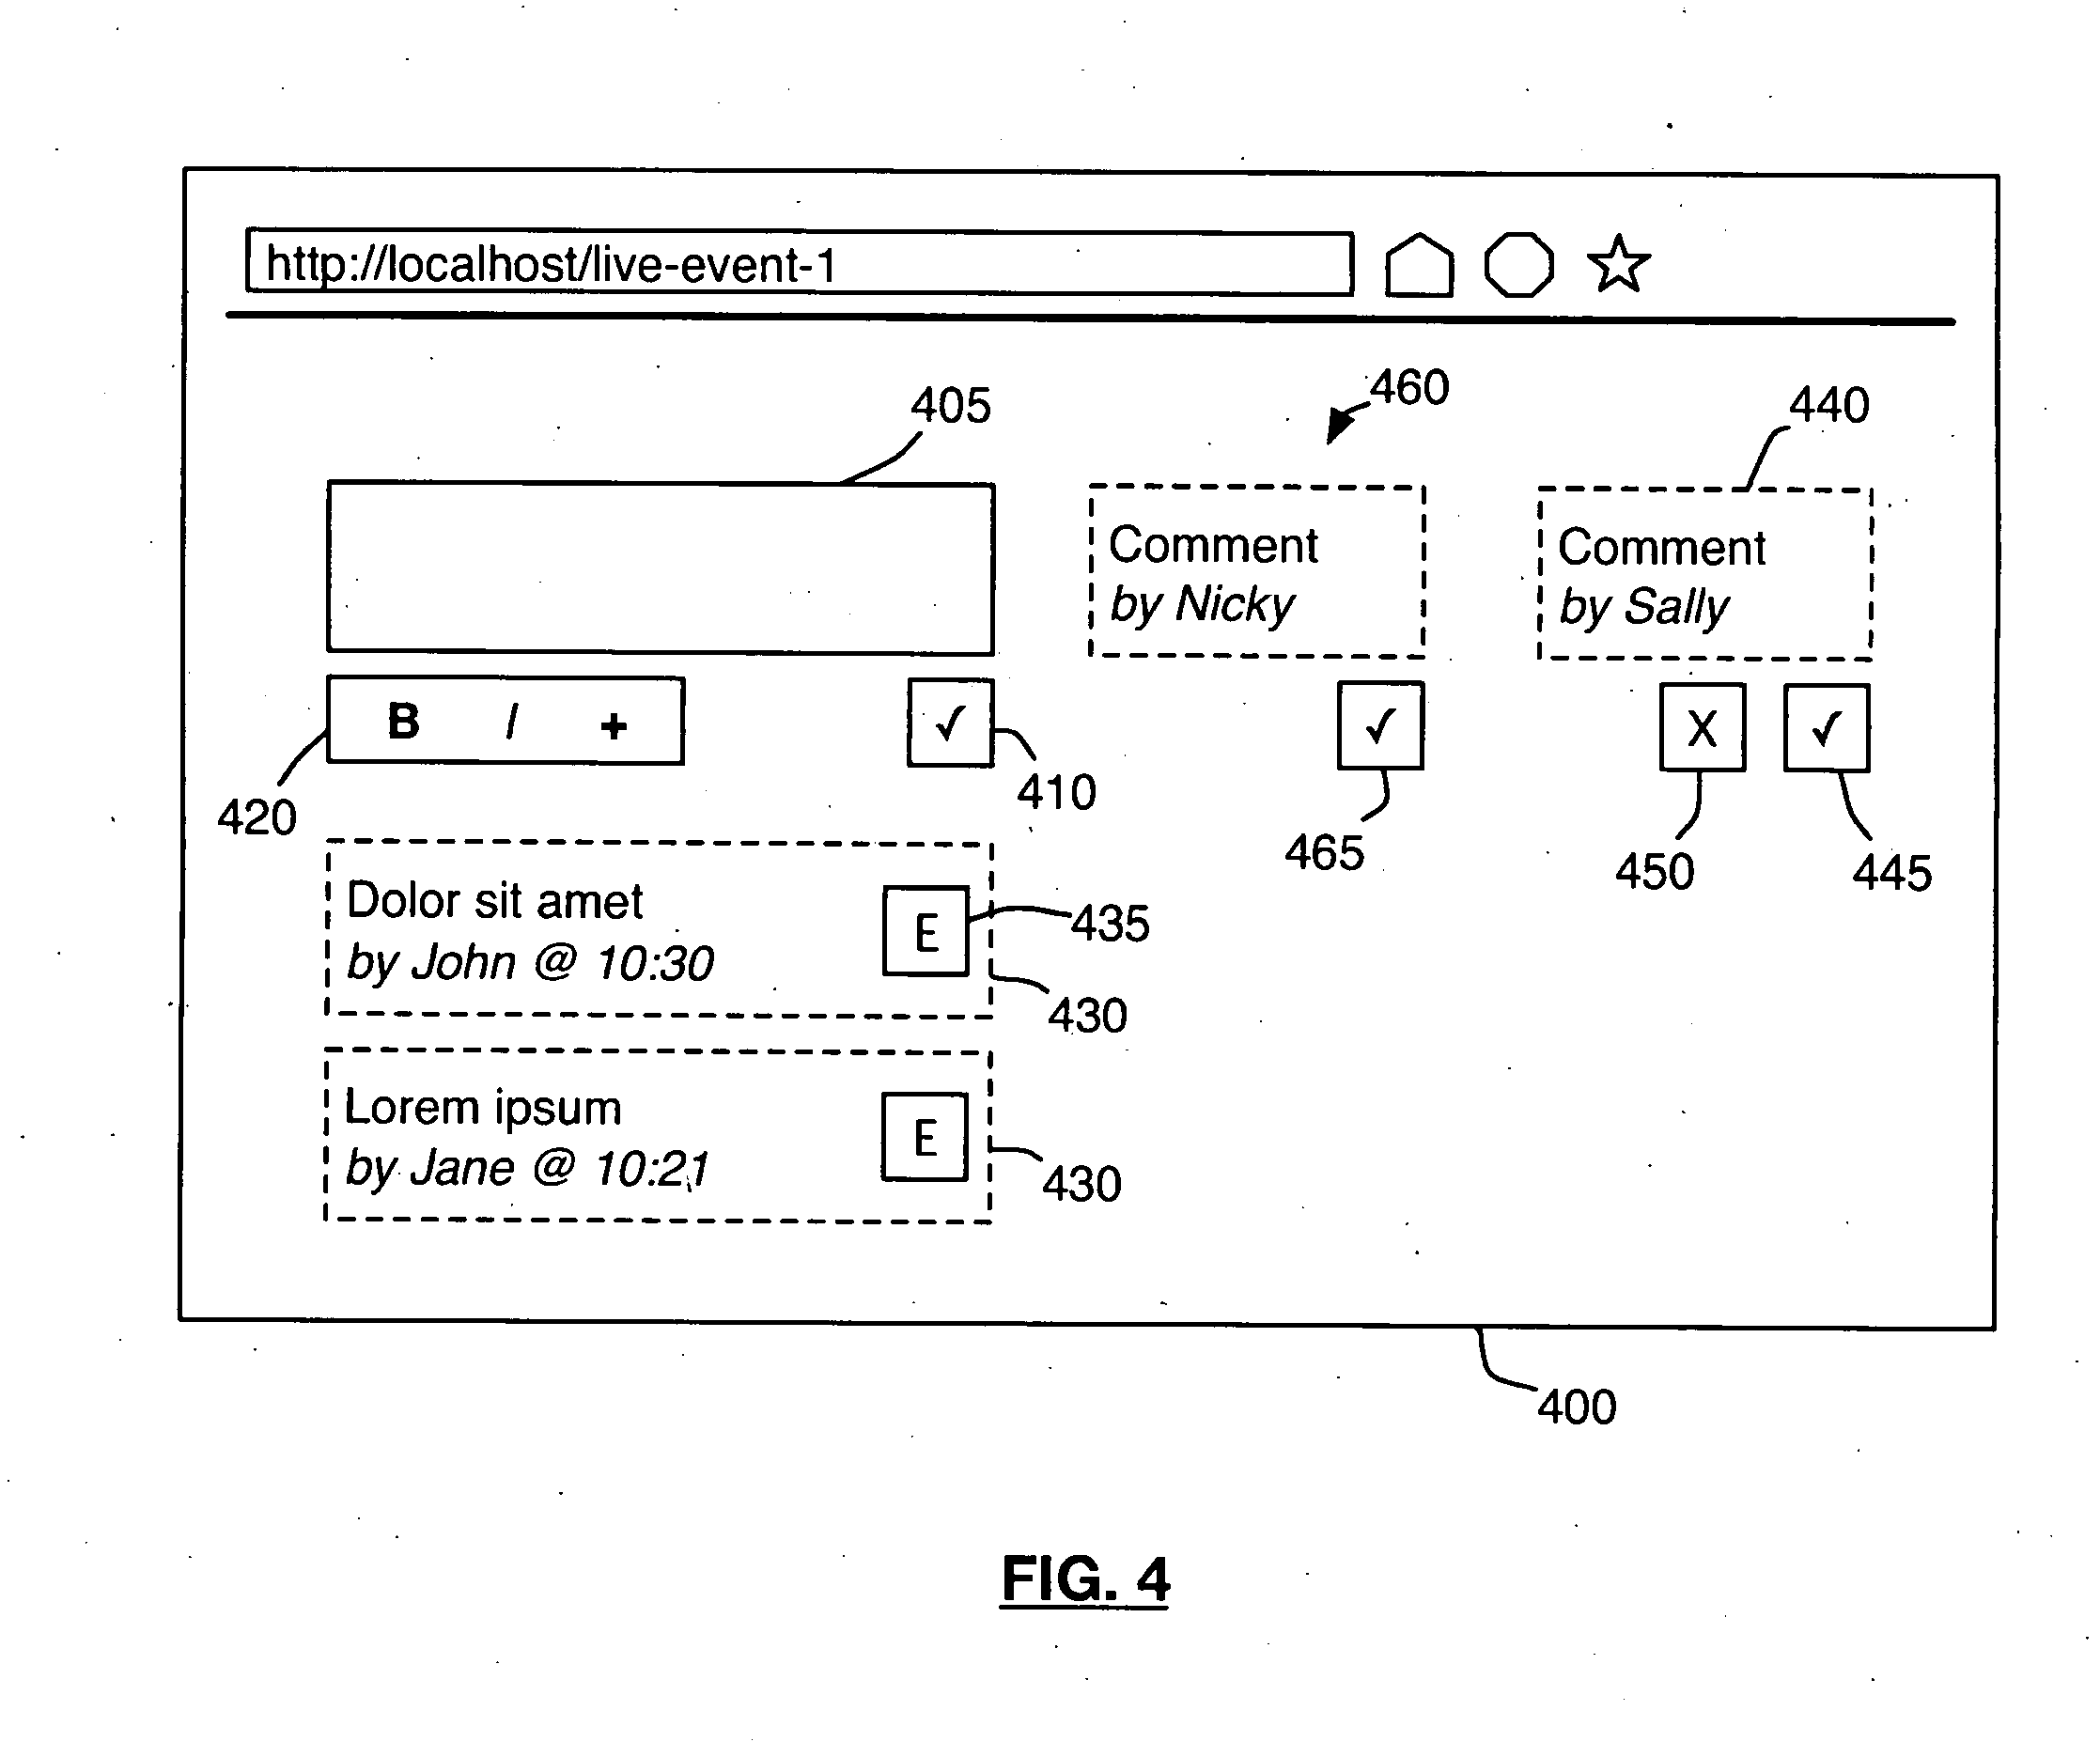 http://localhost/live-event-1
405
460
440
Comment
by Nicky
Comment
by Sally
B I +
✓
✓
X
✓
420
410
465
450
445
Dolor sit amet
by John @ 10:30
E
435
430
Lorem ipsum
by Jane @ 10:21
E
430
400
FIG. 4